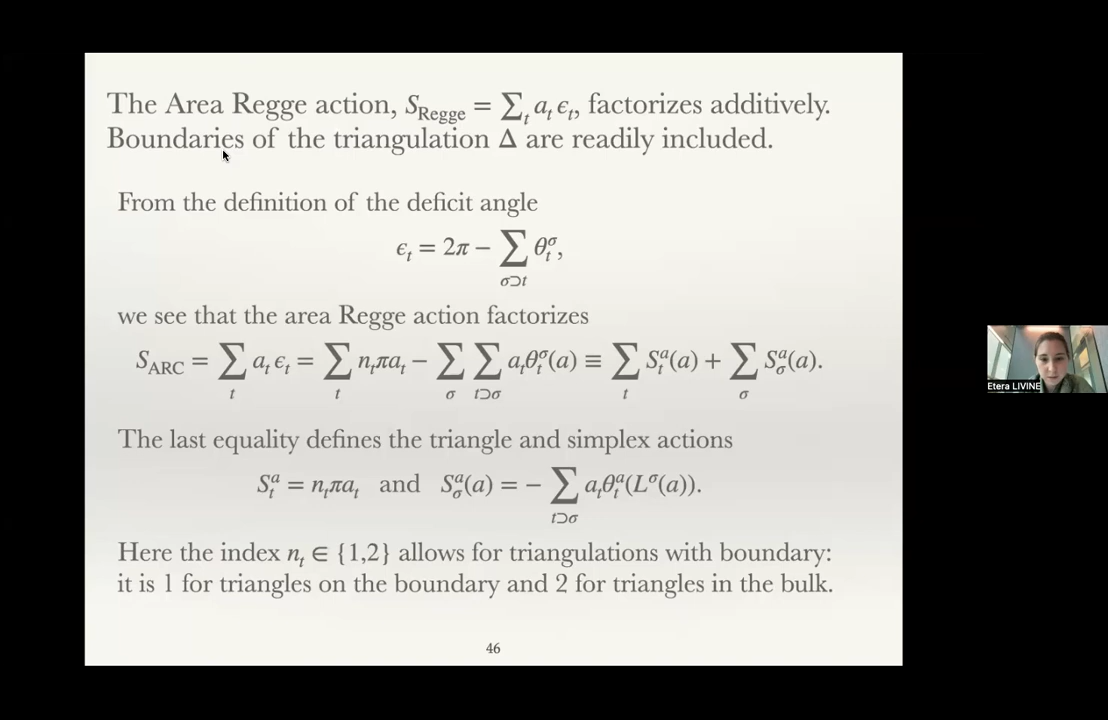 The Area Regge action, S_Regge = ∑_t a_t ϵ_t, factorizes additively.
Boundaries of the triangulation Δ are readily included.
From the definition of the deficit angle
ϵ_t = 2π − ∑_{σ⊃t} θ_t^σ,
we see that the area Regge action factorizes
S_ARC = ∑_t a_t ϵ_t = ∑_t n_t π a_t − ∑_σ ∑_{t⊃σ} a_t θ_t^σ(a) ≡ ∑_t S_t^a(a) + ∑_σ S_σ^a(a).
The last equality defines the triangle and simplex actions
S_t^a = n_t π a_t and S_σ^a(a) = − ∑_{t⊃σ} a_t θ_t^a(L^σ(a)).
Here the index n_t ∈ {1,2} allows for triangulations with boundary:
it is 1 for triangles on the boundary and 2 for triangles in the bulk.
46
Etera LIVINE